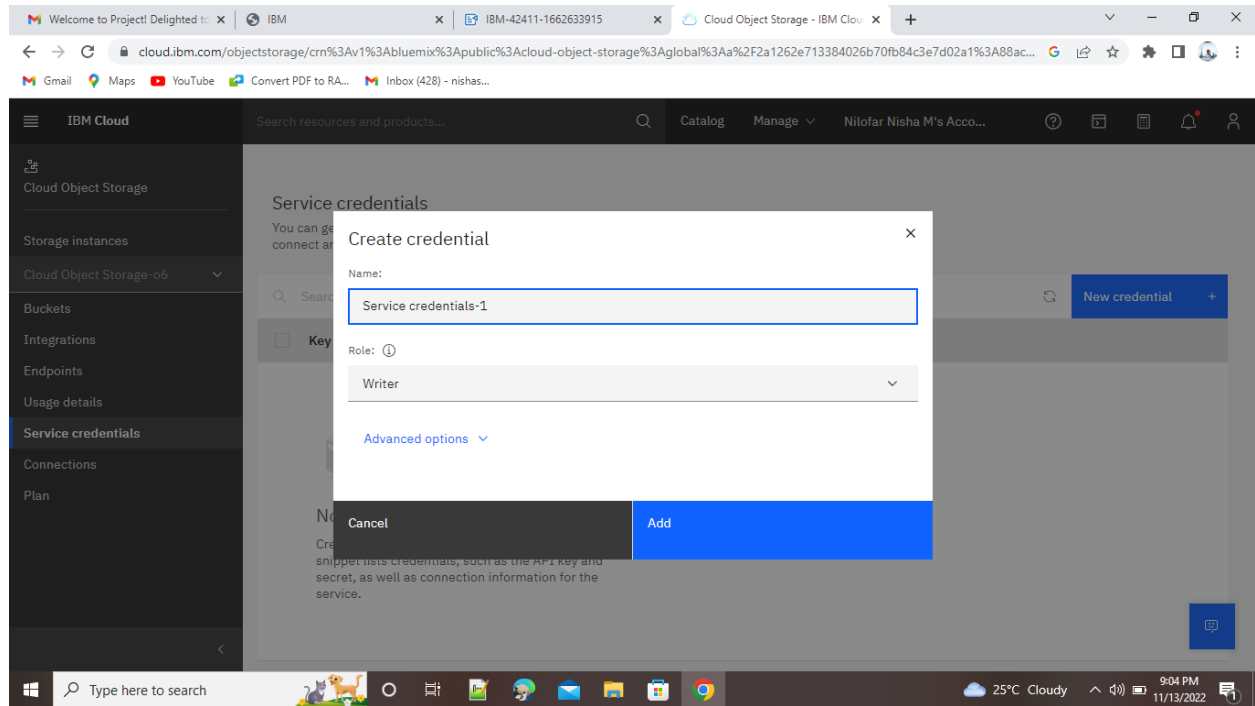 Welcome to Project! Delighted to
IBM
IBM-42411-1662633915
Cloud Object Storage - IBM Clou
cloud.ibm.com/objectstorage/crn%3Av1%3Abluemix%3Apublic%3Acloud-object-storage%3Aglobal%3Aa%2F2a1262e713384026b70fb84c3e7d02a1%3A88ac...
Gmail
Maps
YouTube
Convert PDF to RA...
Inbox (428) - nishas...
IBM Cloud
Search resources and products...
Catalog
Manage
Nilofar Nisha M's Acco...
Cloud Object Storage
Storage instances
Cloud Object Storage-o6
Buckets
Integrations
Endpoints
Usage details
Service credentials
Connections
Plan
Service credentials
You can ge
connect an
New credential +
Key
Create credential
Name:
Service credentials-1
Role:
Writer
Advanced options
Cancel
Add
Cre
snippet lists credentials, such as the API key and
secret, as well as connection information for the
service.
Type here to search
25°C Cloudy
9:04 PM
11/13/2022